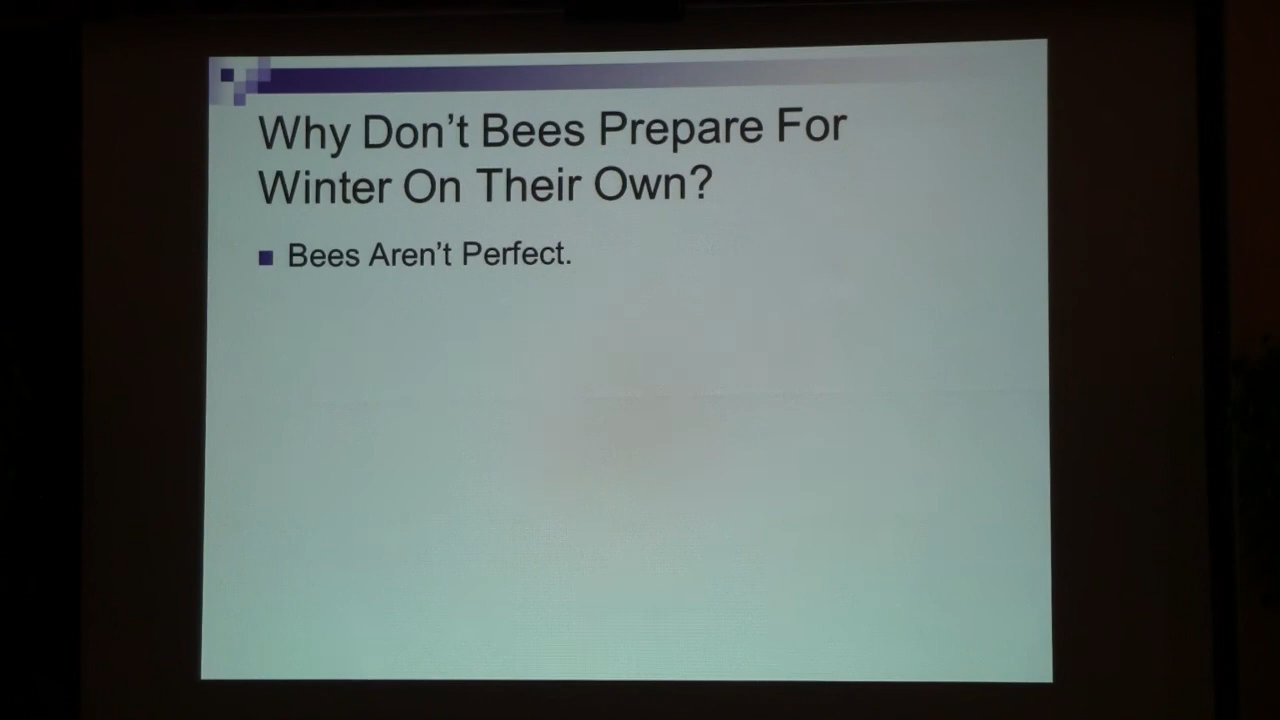 Why Don't Bees Prepare For
Winter On Their Own?
Bees Aren't Perfect.